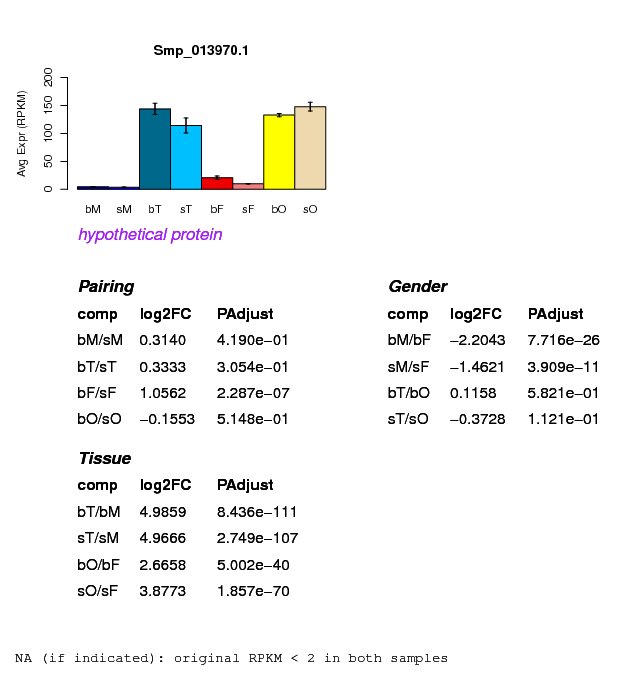 Smp_013970.1
Avg Expr (RPKM)
200
150
100
50
0
bM sM bT sT bF sF bO sO
hypothetical protein
Pairing
comp log2FC PAdjust
bM/sM 0.3140 4.190e−01
bT/sT 0.3333 3.054e−01
bF/sF 1.0562 2.287e−07
bO/sO −0.1553 5.148e−01
Gender
comp log2FC PAdjust
bM/bF −2.2043 7.716e−26
sM/sF −1.4621 3.909e−11
bT/bO 0.1158 5.821e−01
sT/sO −0.3728 1.121e−01
Tissue
comp log2FC PAdjust
bT/bM 4.9859 8.436e−111
sT/sM 4.9666 2.749e−107
bO/bF 2.6658 5.002e−40
sO/sF 3.8773 1.857e−70
NA (if indicated): original RPKM < 2 in both samples